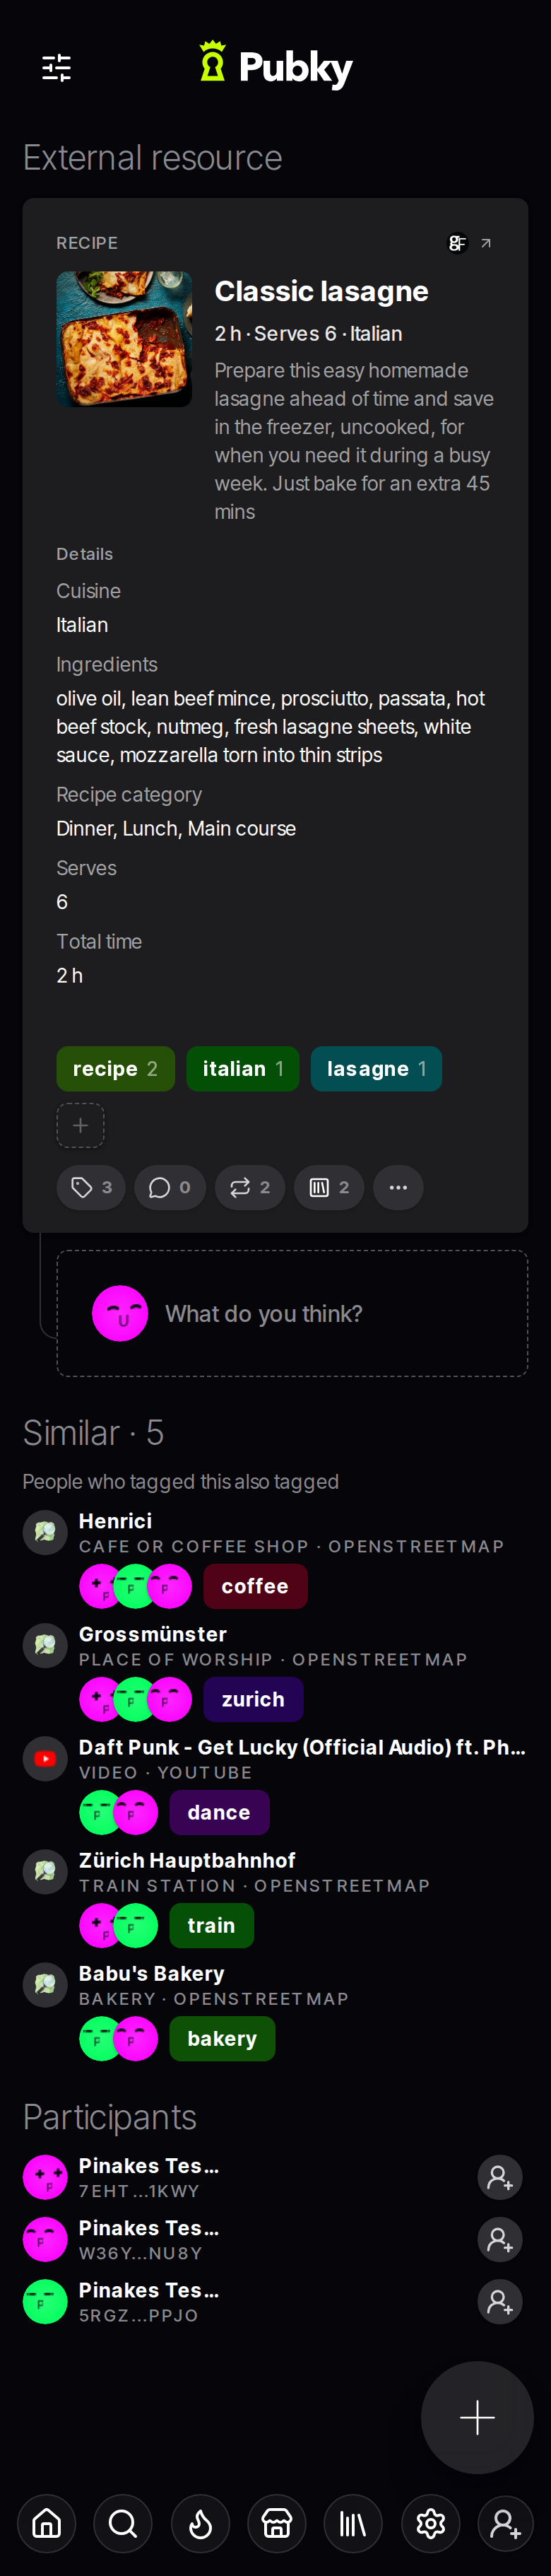 Pubky
External resource
RECIPE
gF
Classic lasagne
2 h · Serves 6 · Italian
Prepare this easy homemade
lasagne ahead of time and save
in the freezer, uncooked, for
when you need it during a busy
week. Just bake for an extra 45
mins
Details
Cuisine
Italian
Ingredients
olive oil, lean beef mince, prosciutto, passata, hot
beef stock, nutmeg, fresh lasagne sheets, white
sauce, mozzarella torn into thin strips
Recipe category
Dinner, Lunch, Main course
Serves
6
Total time
2 h
recipe 2 italian 1 lasagne 1
3 0 2 2
What do you think?
Similar · 5
People who tagged this also tagged
Henrici
CAFE OR COFFEE SHOP · OPENSTREETMAP
coffee
Grossmünster
PLACE OF WORSHIP · OPENSTREETMAP
zurich
Daft Punk - Get Lucky (Official Audio) ft. Ph...
VIDEO · YOUTUBE
dance
Zürich Hauptbahnhof
TRAIN STATION · OPENSTREETMAP
train
Babu's Bakery
BAKERY · OPENSTREETMAP
bakery
Participants
Pinakes Tes...
7EHT...1KWY
Pinakes Tes...
W36Y...NU8Y
Pinakes Tes...
5RGZ...PPJO